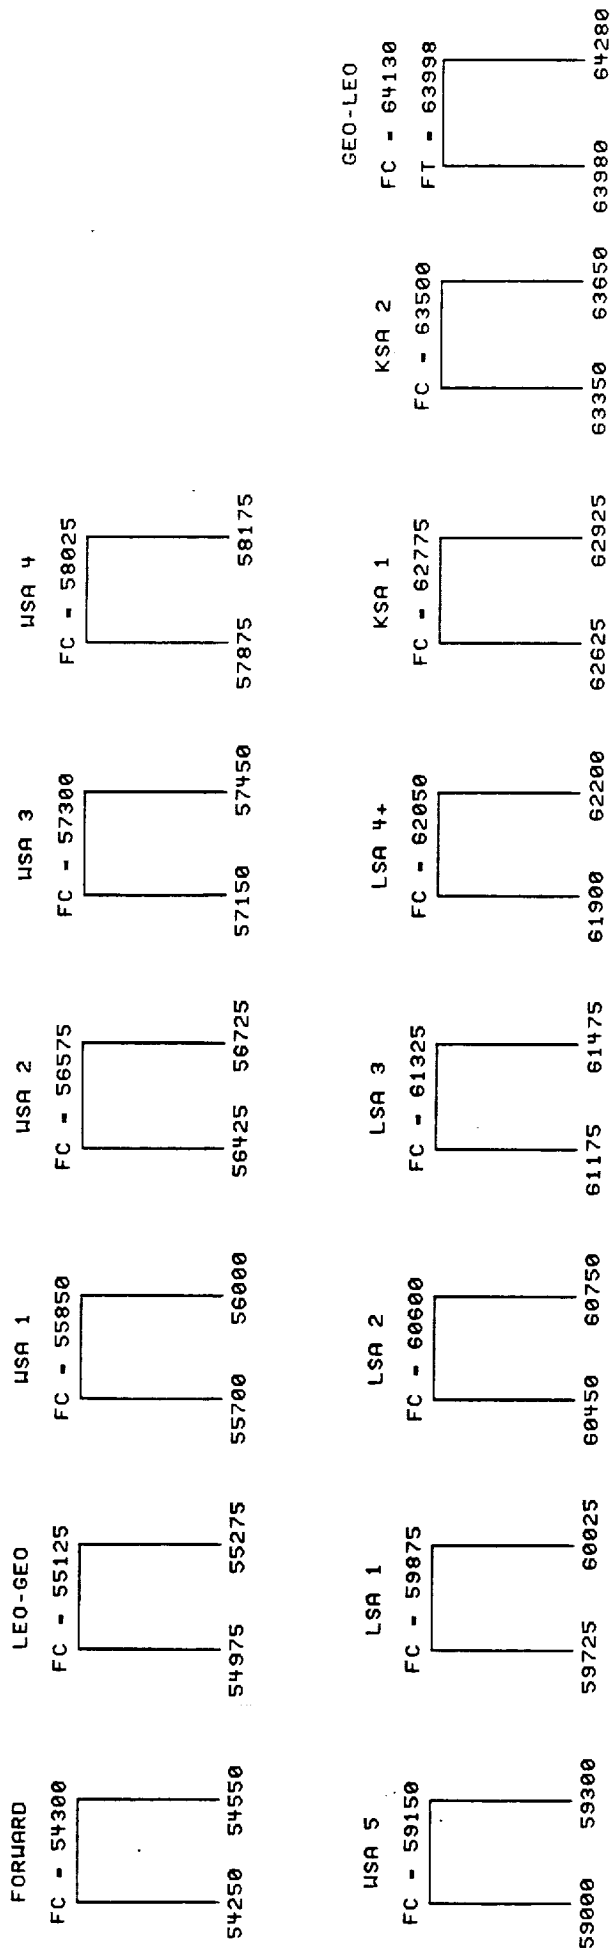 FORWARD
FC - 54300
54250 54550
LEO-GEO
FC - 55125
54975 55275
WSA 1
FC - 55850
55700 56000
WSA 2
FC - 56575
56425 56725
WSA 3
FC - 57300
57150 57450
WSA 4
FC - 58025
57875 58175
WSA 5
FC - 59150
59000 59300
LSA 1
FC - 59875
59725 60025
LSA 2
FC - 60600
60450 60750
LSA 3
FC - 61325
61175 61475
LSA 4+
FC - 62050
61900 62200
KSA 1
FC - 62775
62625 62925
KSA 2
FC - 63500
63350 63650
GEO-LEO
FC - 64130
FT - 63998
63980 64280